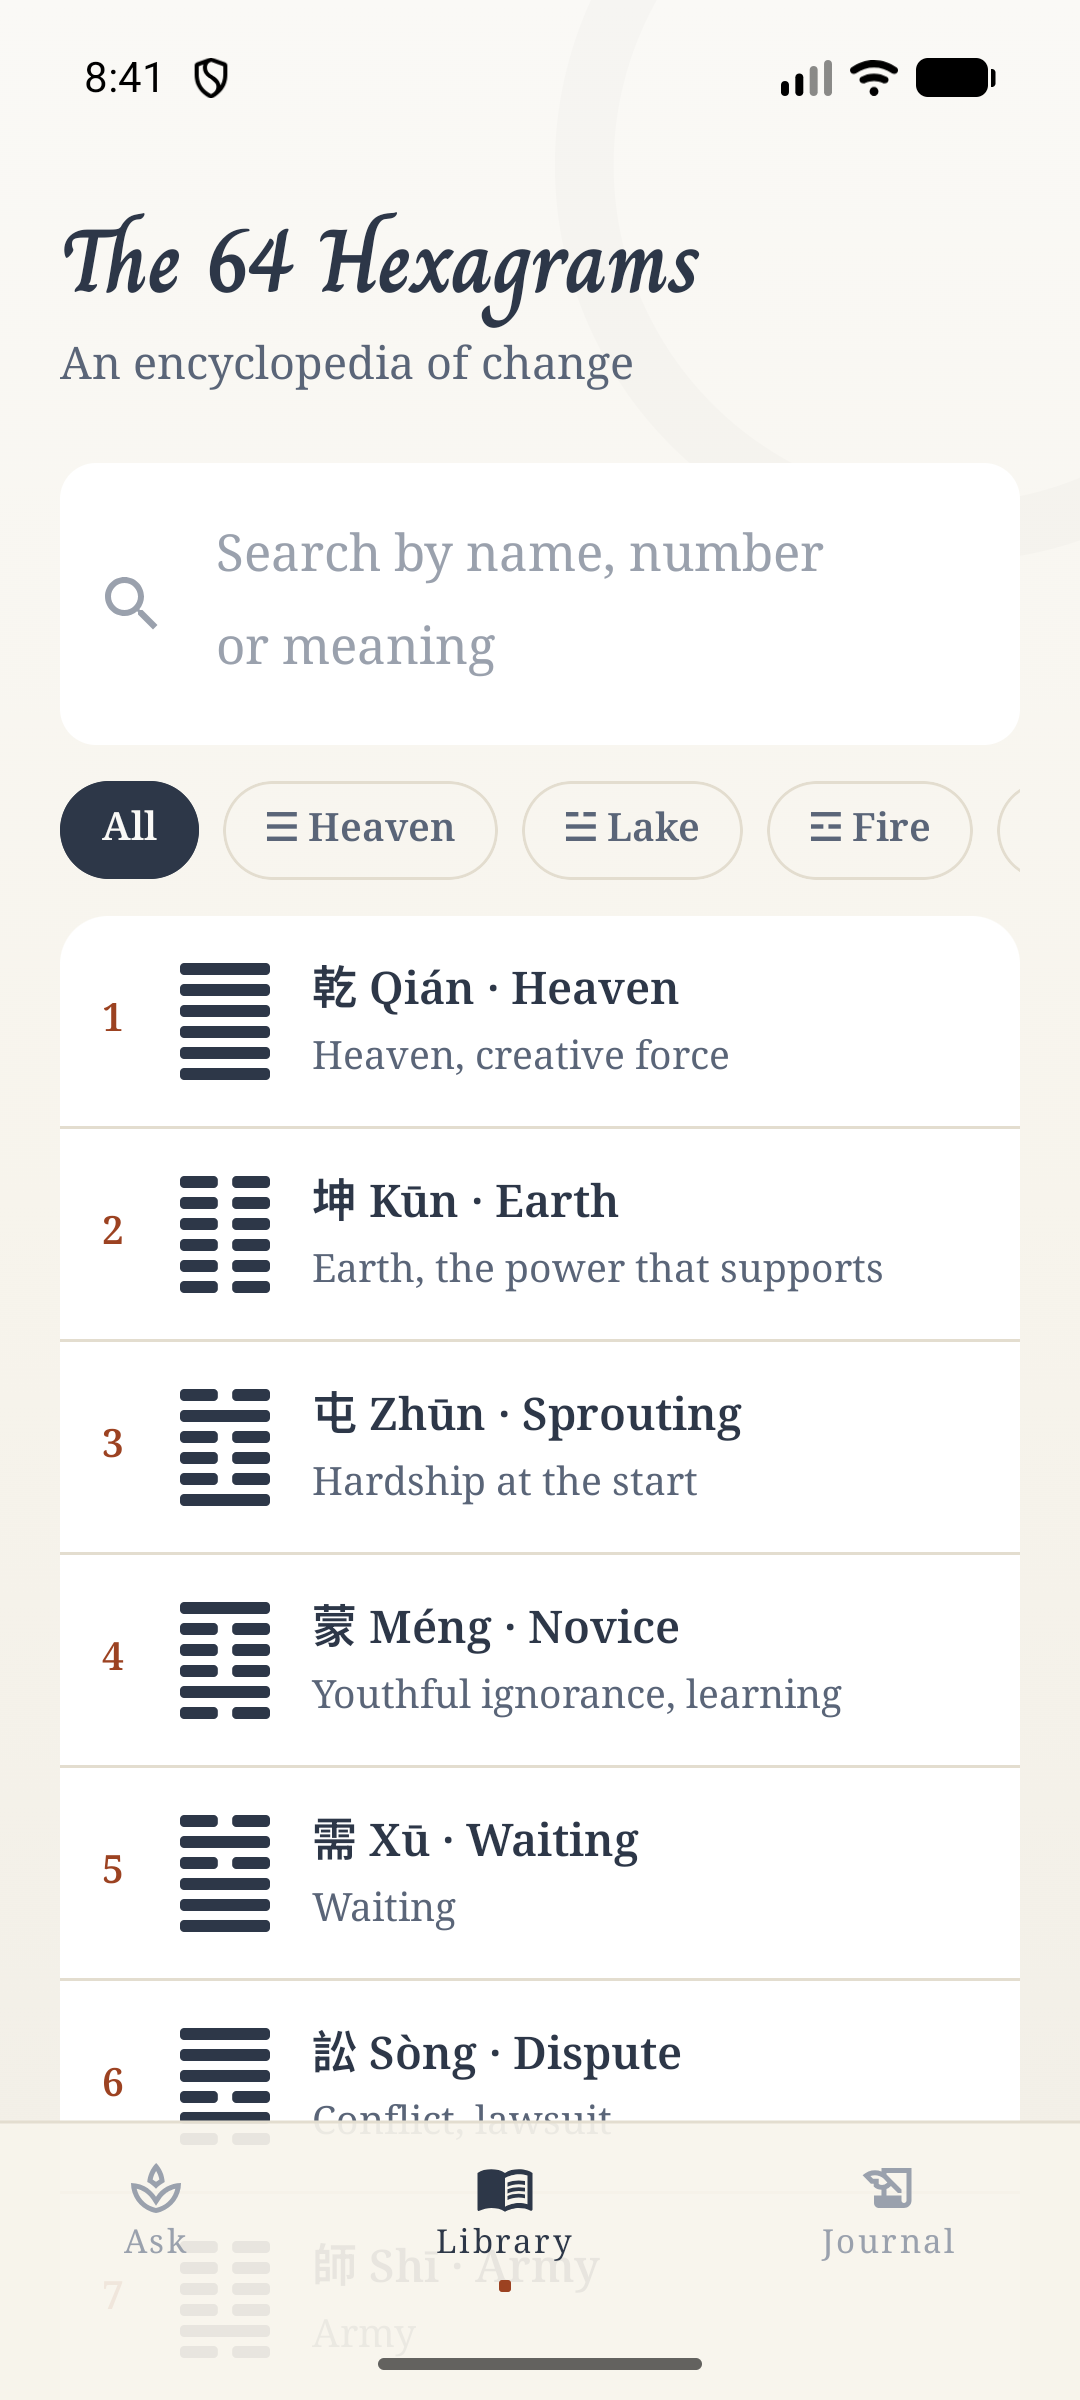 8:41
The 64 Hexagrams
An encyclopedia of change
Search by name, number
or meaning
All ☰ Heaven ☱ Lake ☲ Fire
1
乾 Qián · Heaven
Heaven, creative force
2
坤 Kūn · Earth
Earth, the power that supports
3
屯 Zhūn · Sprouting
Hardship at the start
4
蒙 Méng · Novice
Youthful ignorance, learning
5
需 Xū · Waiting
Waiting
6
訟 Sòng · Dispute
Conflict, lawsuit
7
師 Shī · Army
Army
Ask Library Journal